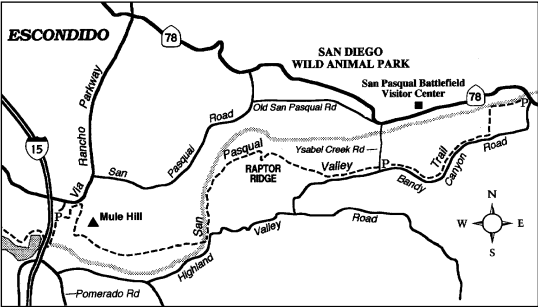 ESCONDIDO
78
SAN DIEGO
WILD ANIMAL PARK
San Pasqual Battlefield
Visitor Center
78
P
15
Rancho Parkway
Via
San Pasqual Road
Old San Pasqual Rd
Ysabel Creek Rd
San Pasqual Valley Trail
RAPTOR
RIDGE
P
Bandy Canyon Road
P
Mule Hill
Highland Valley Road
Pomerado Rd
N
W
E
S